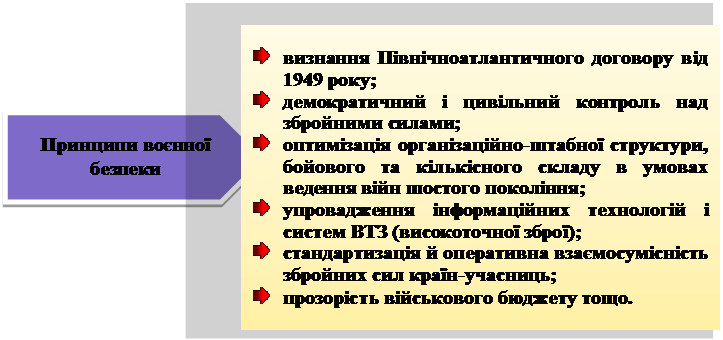 Принципи воєнної
безпеки
визнання Північноатлантичного договору від
1949 року;
демократичний і цивільний контроль над
збройними силами;
оптимізація організаційно-штабної структури,
бойового та кількісного складу в умовах
ведення війн шостого покоління;
упровадження інформаційних технологій і
систем ВТЗ (високоточної зброї);
стандартизація й оперативна взаємосумісність
збройних сил країн-учасниць;
прозорість військового бюджету тощо.